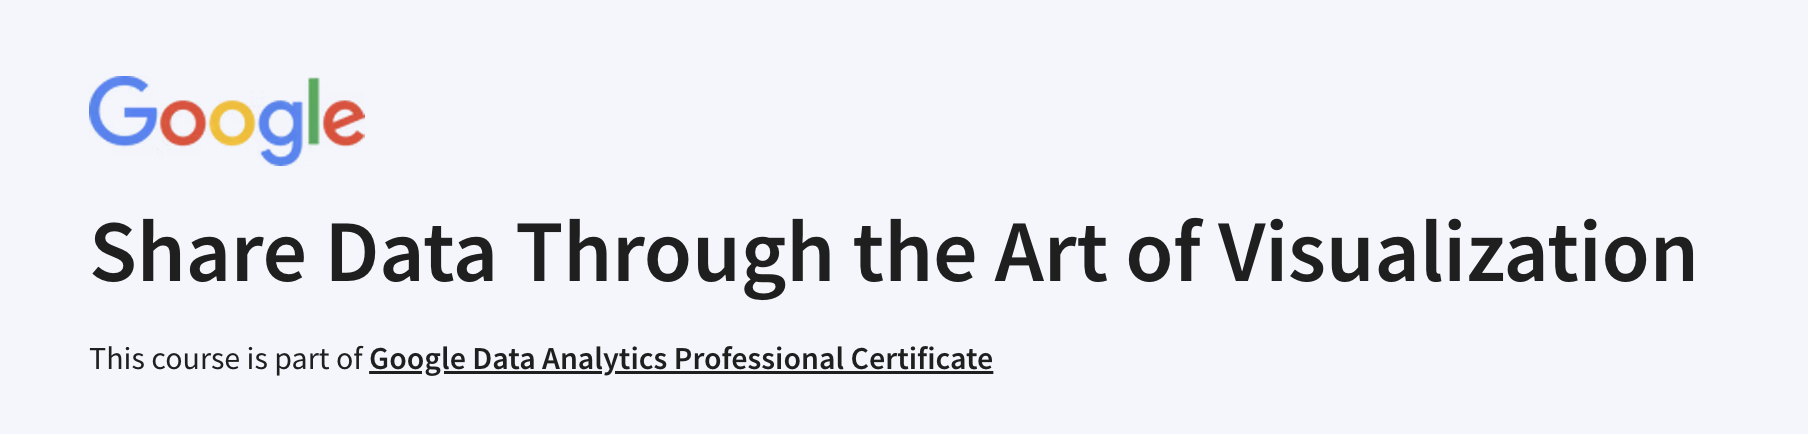 Google
Share Data Through the Art of Visualization
This course is part of Google Data Analytics Professional Certificate